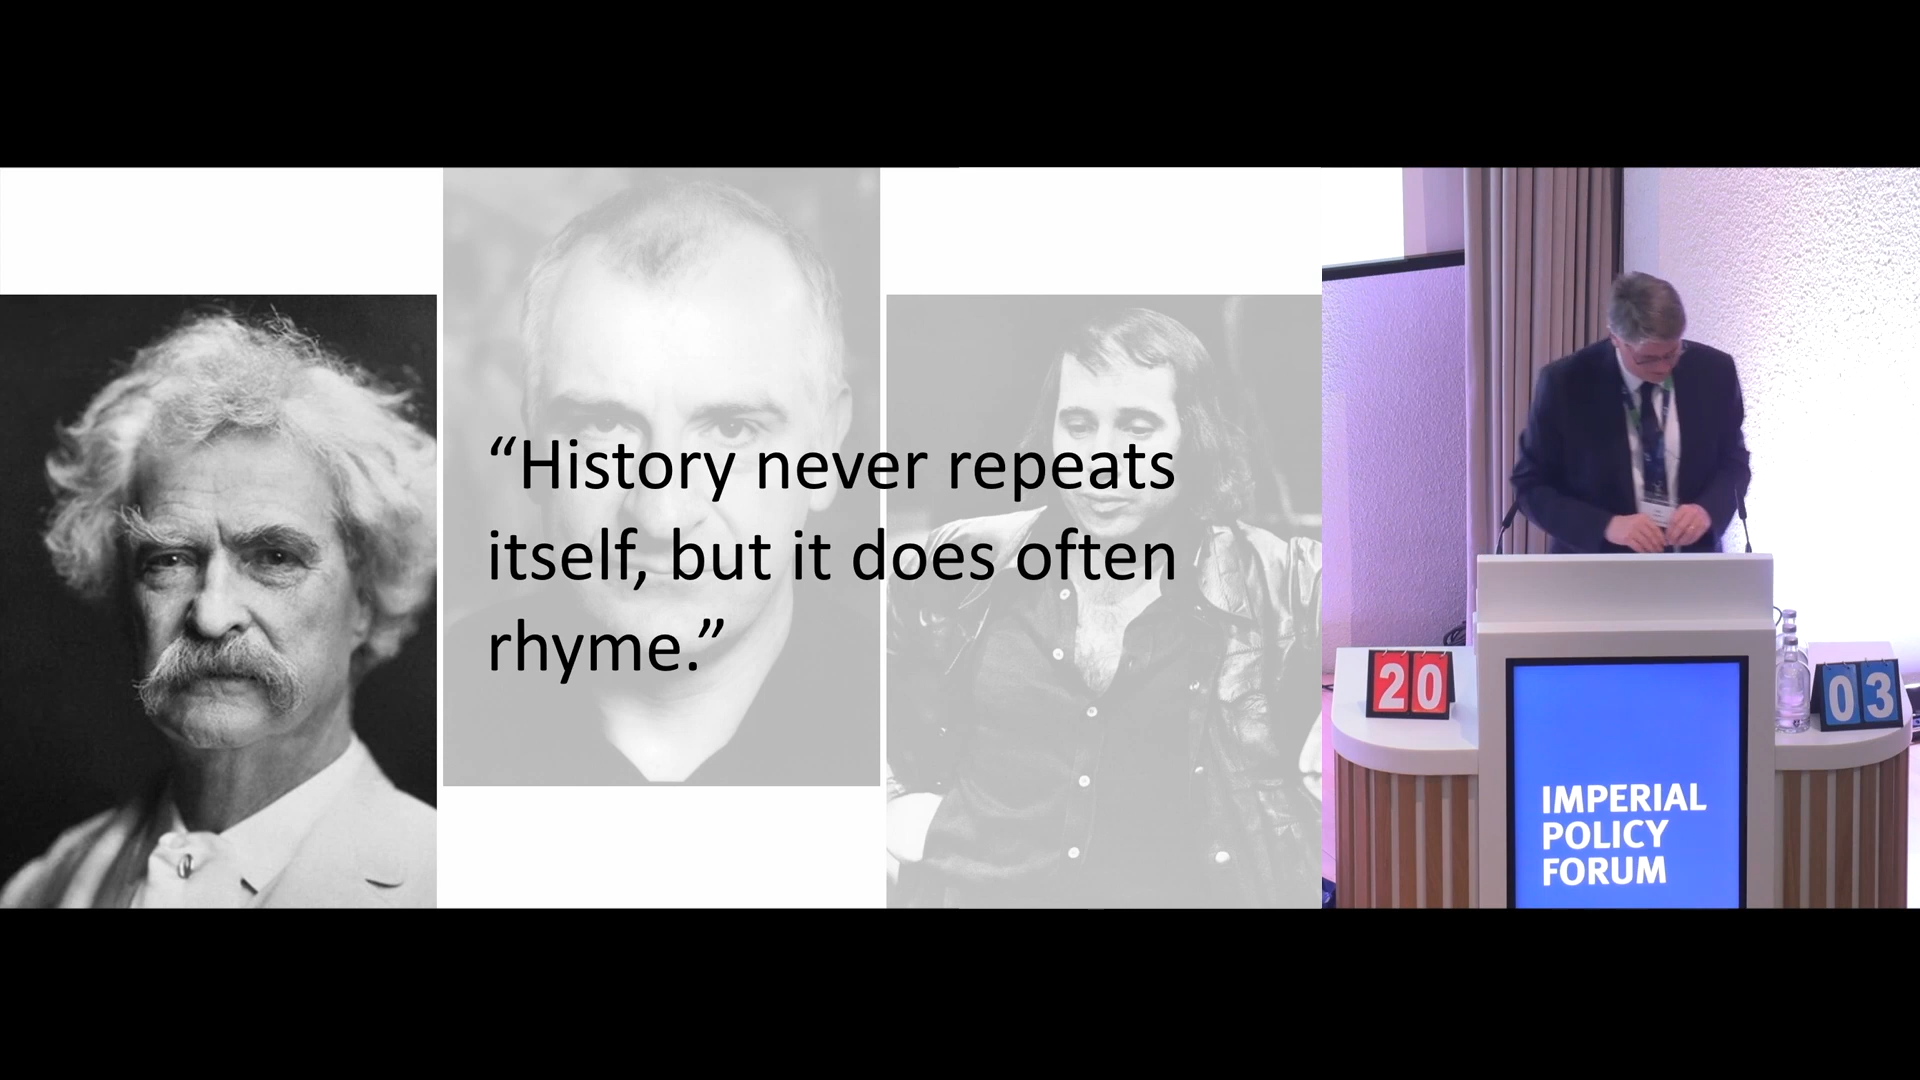 “History never repeats
itself, but it does often
rhyme.”
20
03
IMPERIAL
POLICY
FORUM